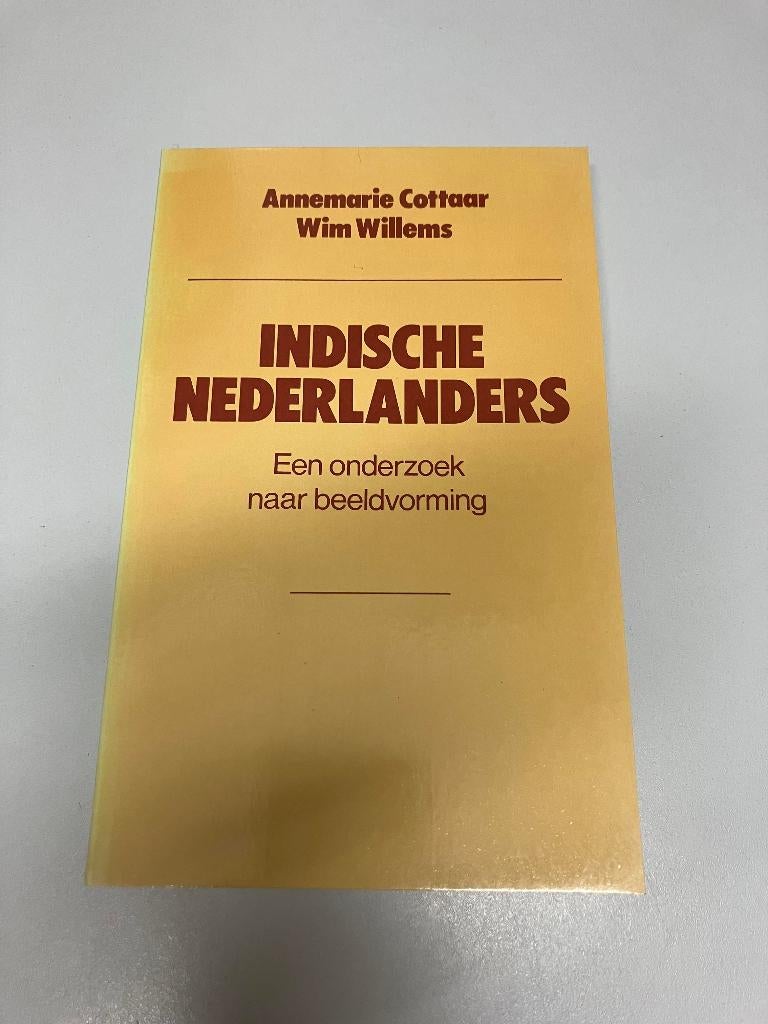 Annemarie Cottaar
Wim Willems
INDISCHE
NEDERLANDERS
Een onderzoek
naar beeldvorming